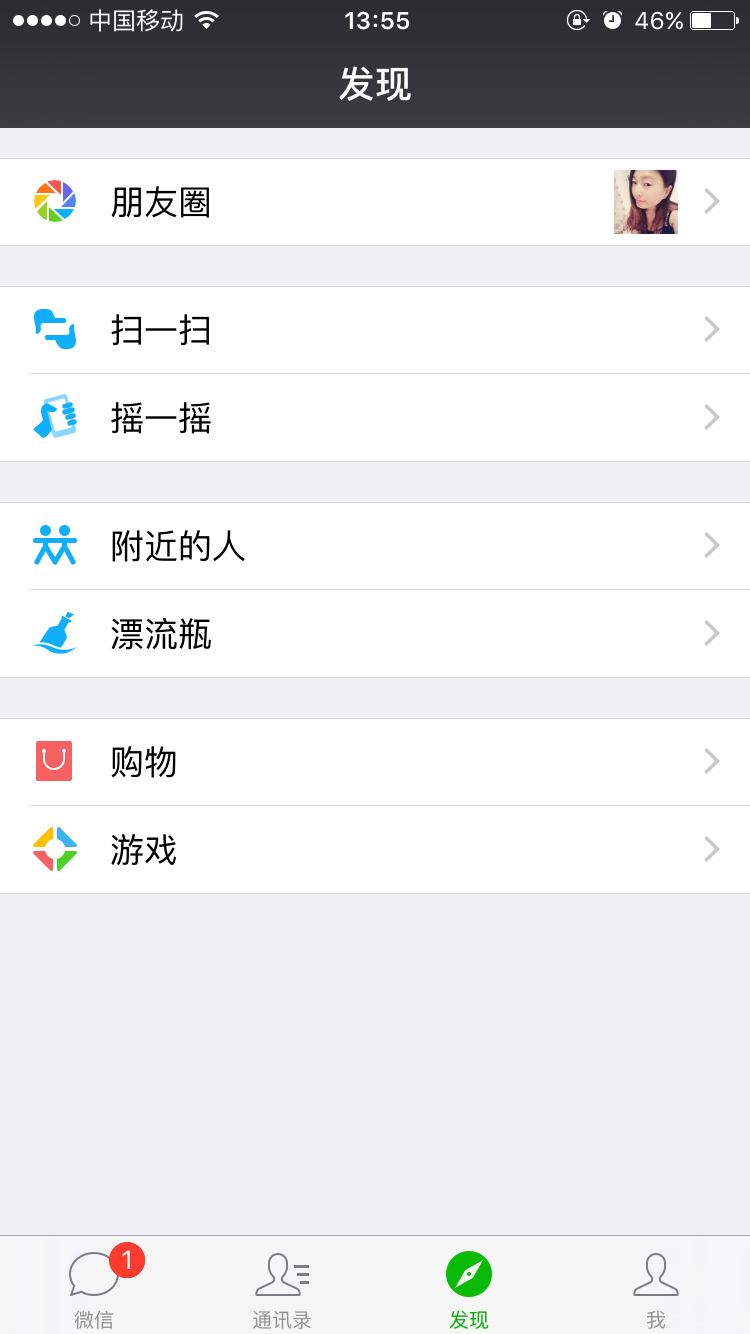 中国移动 13:55 46%
发现
朋友圈
扫一扫
摇一摇
附近的人
漂流瓶
购物
游戏
1
微信 通讯录 发现 我